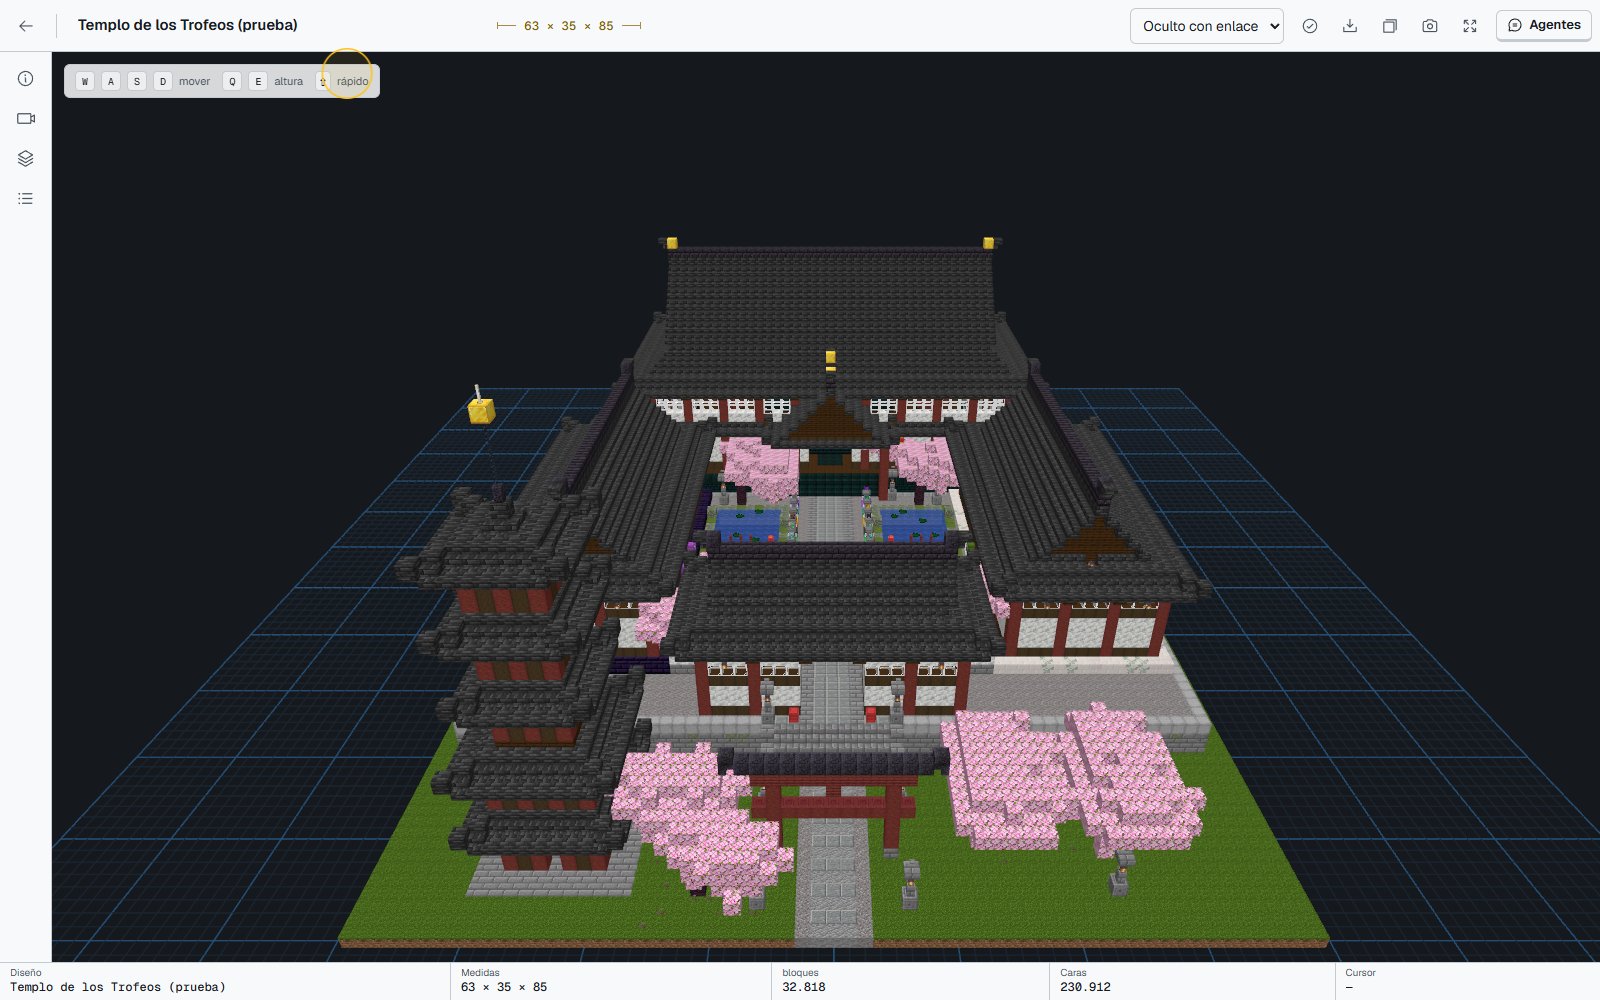 Templo de los Trofeos (prueba)
63 × 35 × 85
Oculto con enlace
Agentes
W A S D mover Q E altura ⇧ rápido
Diseño
Templo de los Trofeos (prueba)
Medidas
63 × 35 × 85
bloques
32.818
Caras
230.912
Cursor
—